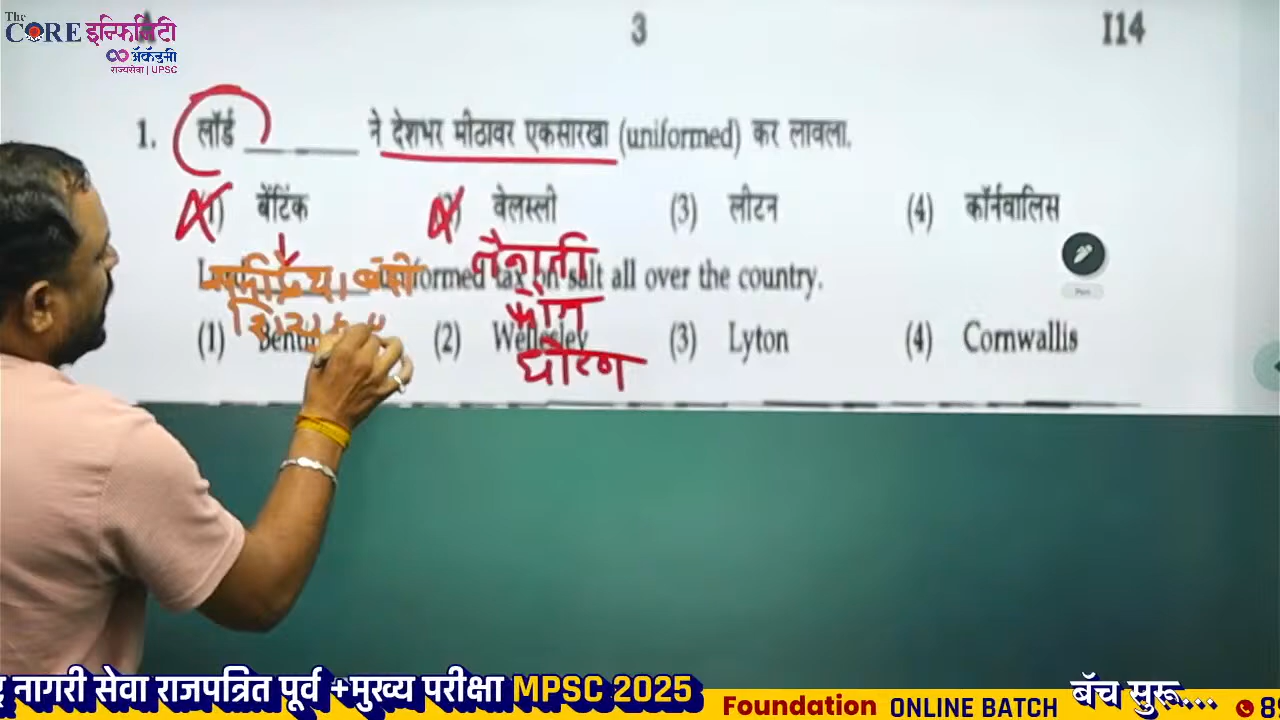 The
CORE इन्फिनिटी
अ‍ॅकॅडमी
राज्यसेवा | UPSC
3
I14
1. लॉर्ड ने देशभर मीठावर एकसारखा (uniformed) कर लावला.
(1) बेंटिंक (2) वेलस्ली (3) लीटन (4) कॉर्नवालिस
uniformed tax on salt all over the country.
तैनाती
फौज
धोरण
(1) (2) Wellesley (3) Lyton (4) Cornwallis
Pen
नागरी सेवा राजपत्रित पूर्व +मुख्य परीक्षा MPSC 2025
Foundation ONLINE BATCH
बॅच सुरू...